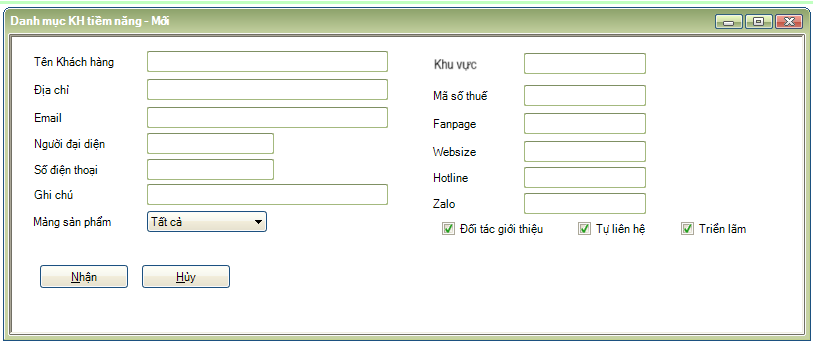 Danh mục KH tiềm năng - Mới
Tên Khách hàng
Địa chỉ
Email
Người đại diện
Số điện thoại
Ghi chú
Mảng sản phẩm
Tất cả
Khu vực
Mã số thuế
Fanpage
Websize
Hotline
Zalo
Đối tác giới thiệu
Tự liên hệ
Triển lãm
Nhận
Hủy